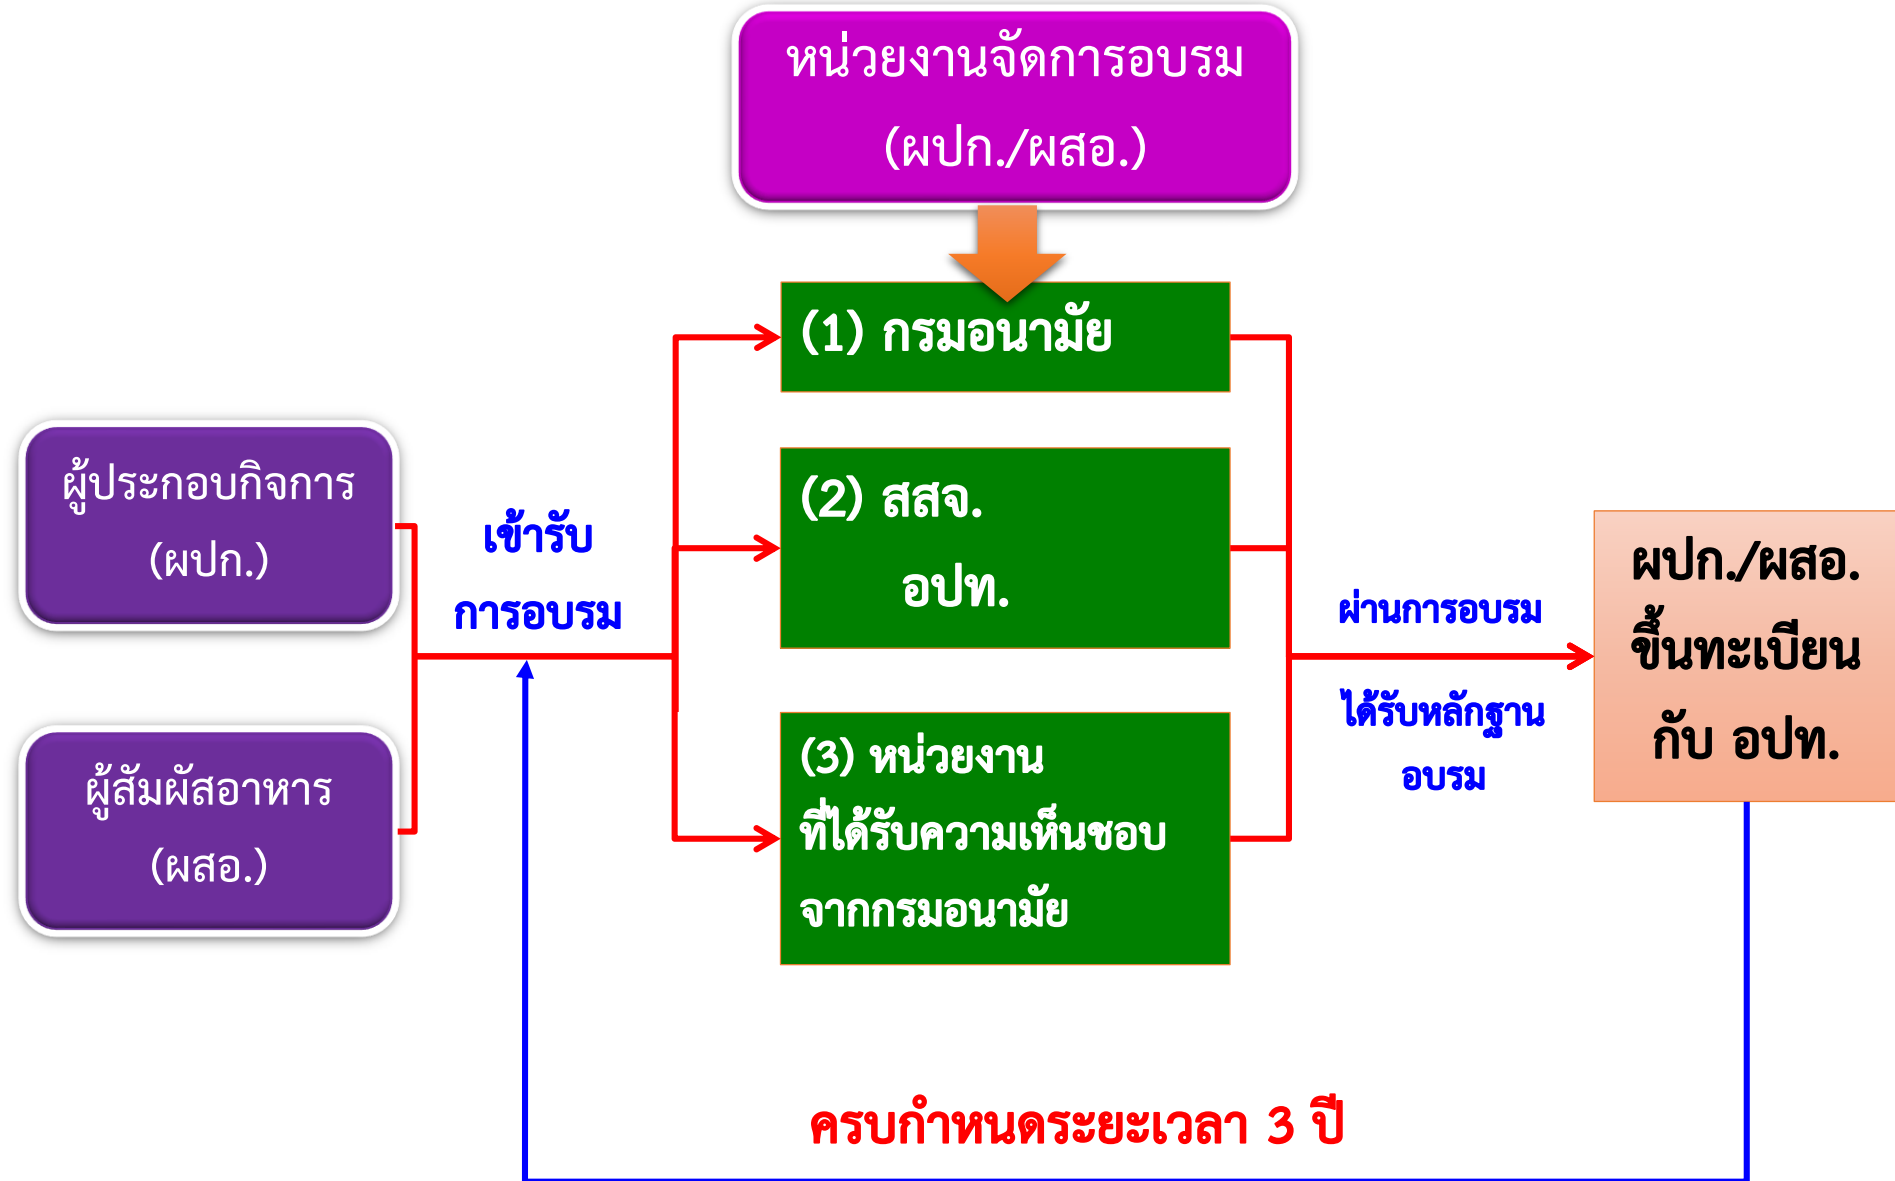 หน่วยงานจัดการอบรม
(ผปก./ผสอ.)
(1) กรมอนามัย
(2) สสจ.
อปท.
(3) หน่วยงาน
ที่ได้รับความเห็นชอบ
จากกรมอนามัย
ผู้ประกอบกิจการ
(ผปก.)
ผู้สัมผัสอาหาร
(ผสอ.)
เข้ารับ
การอบรม
ผ่านการอบรม
ได้รับหลักฐาน
อบรม
ผปก./ผสอ.
ขึ้นทะเบียน
กับ อปท.
ครบกำหนดระยะเวลา 3 ปี